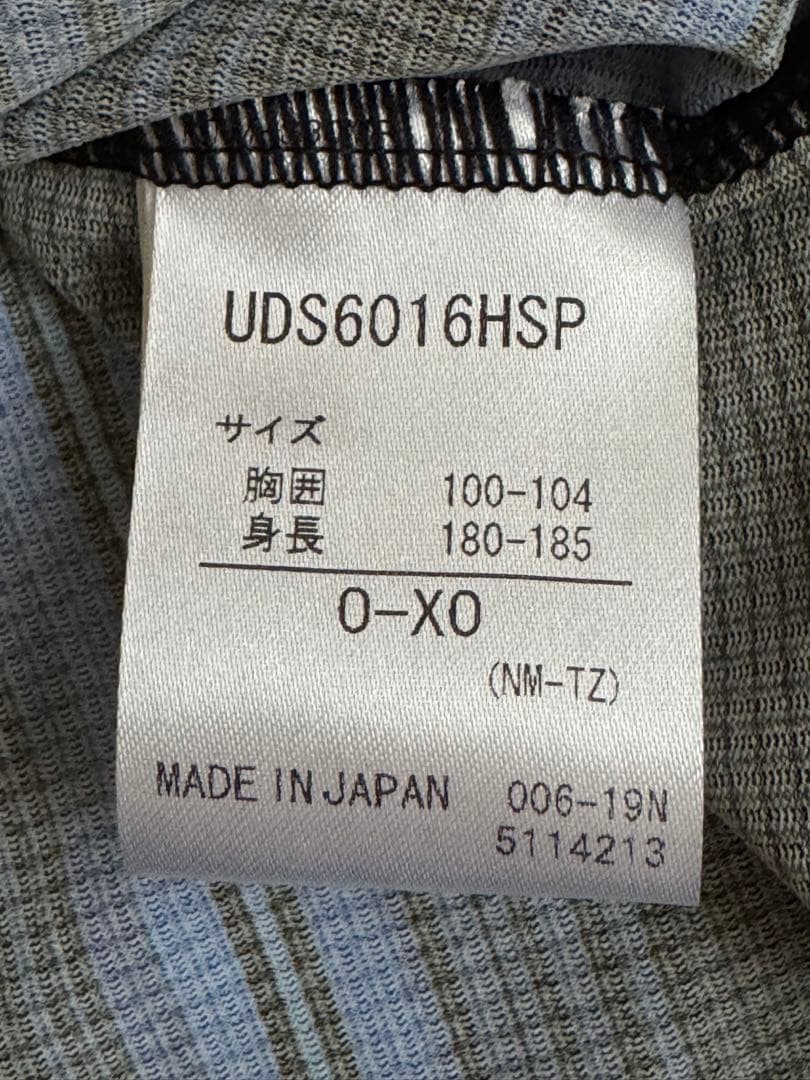 UDS6016HSP
サイズ
胸囲 100-104
身長 180-185
O-XO
(NM-TZ)
MADE IN JAPAN 006-19N
5114213